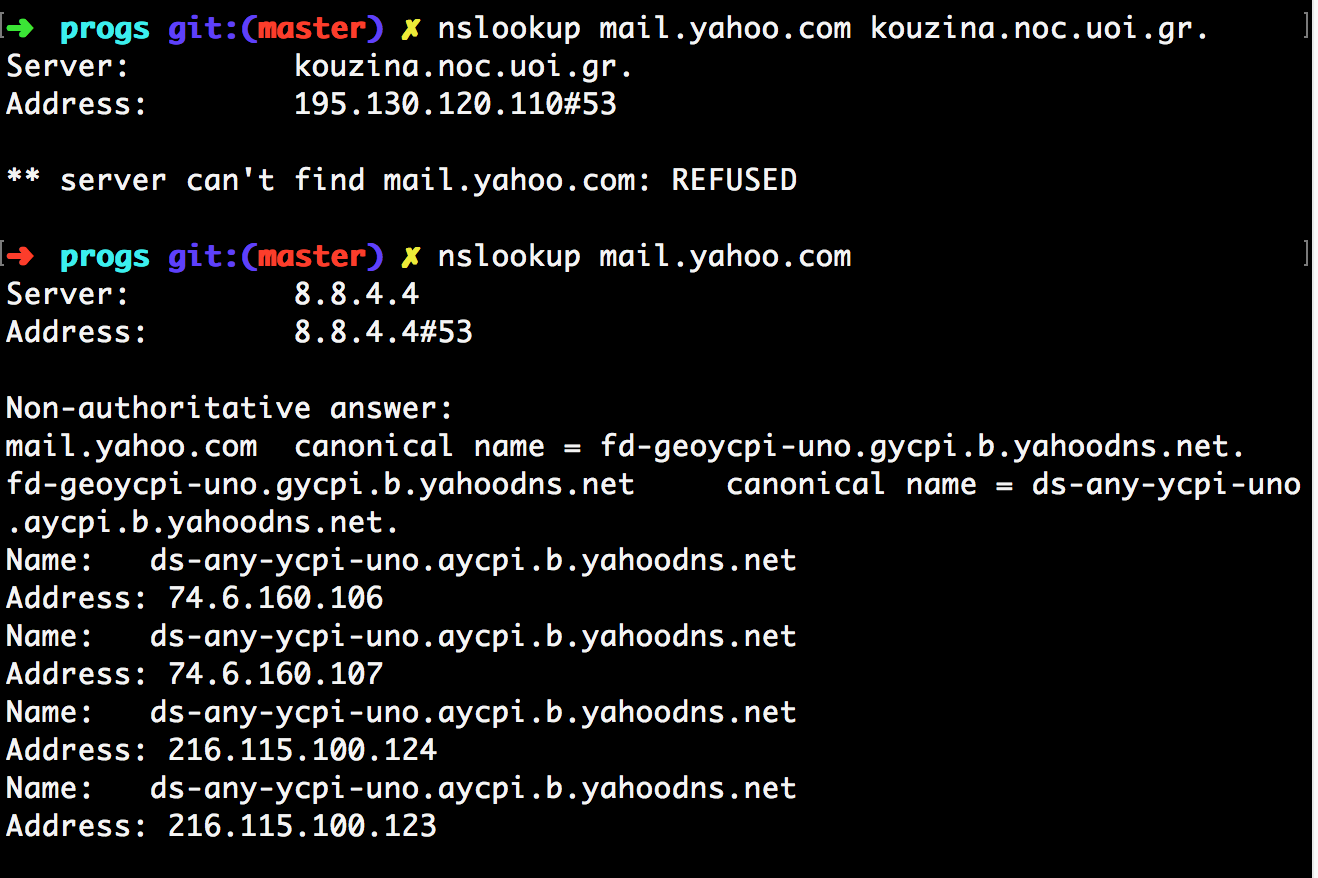 [➜ progs git:(master) ✗ nslookup mail.yahoo.com kouzina.noc.uoi.gr. ]
Server: kouzina.noc.uoi.gr.
Address: 195.130.120.110#53
** server can't find mail.yahoo.com: REFUSED
[➜ progs git:(master) ✗ nslookup mail.yahoo.com ]
Server: 8.8.4.4
Address: 8.8.4.4#53
Non-authoritative answer:
mail.yahoo.com canonical name = fd-geoycpi-uno.gycpi.b.yahoodns.net.
fd-geoycpi-uno.gycpi.b.yahoodns.net canonical name = ds-any-ycpi-uno
.aycpi.b.yahoodns.net.
Name: ds-any-ycpi-uno.aycpi.b.yahoodns.net
Address: 74.6.160.106
Name: ds-any-ycpi-uno.aycpi.b.yahoodns.net
Address: 74.6.160.107
Name: ds-any-ycpi-uno.aycpi.b.yahoodns.net
Address: 216.115.100.124
Name: ds-any-ycpi-uno.aycpi.b.yahoodns.net
Address: 216.115.100.123